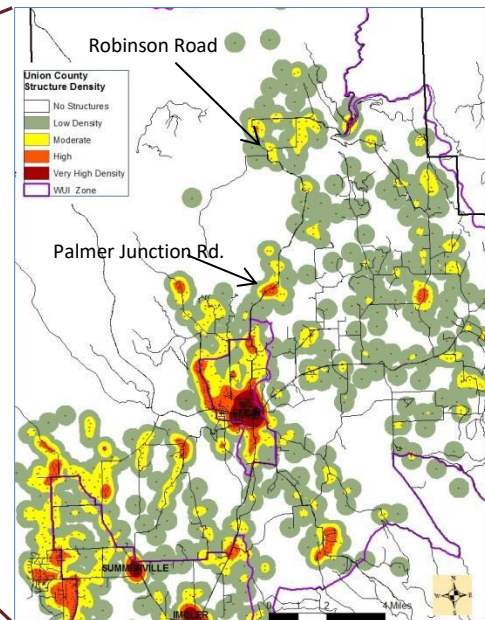 Robinson Road
Union County
Structure Density
No Structures
Low Density
Moderate
High
Very High Density
WUI Zone
Palmer Junction Rd.
ELGIN
SUMMERVILLE
IMBLER
0 2 4 Miles
N
W E
S